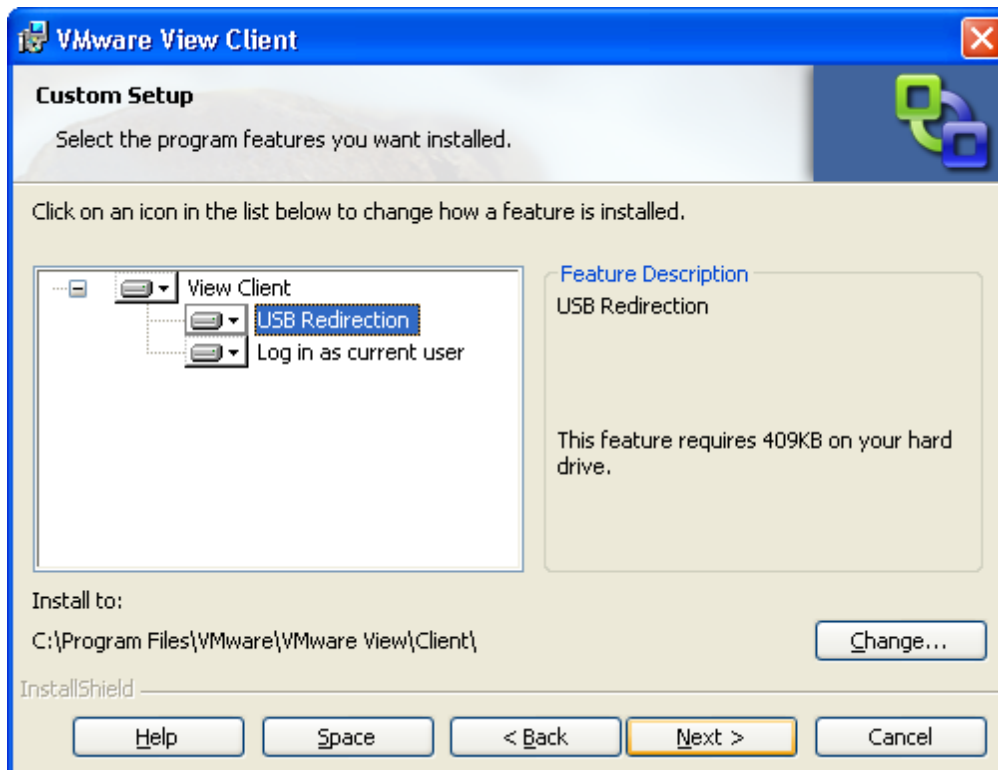 VMware View Client
Custom Setup
Select the program features you want installed.
Click on an icon in the list below to change how a feature is installed.
View Client
USB Redirection
Log in as current user
Feature Description
USB Redirection
This feature requires 409KB on your hard
drive.
Install to:
C:\Program Files\VMware\VMware View\Client\
Change...
InstallShield
Help
Space
< Back
Next >
Cancel